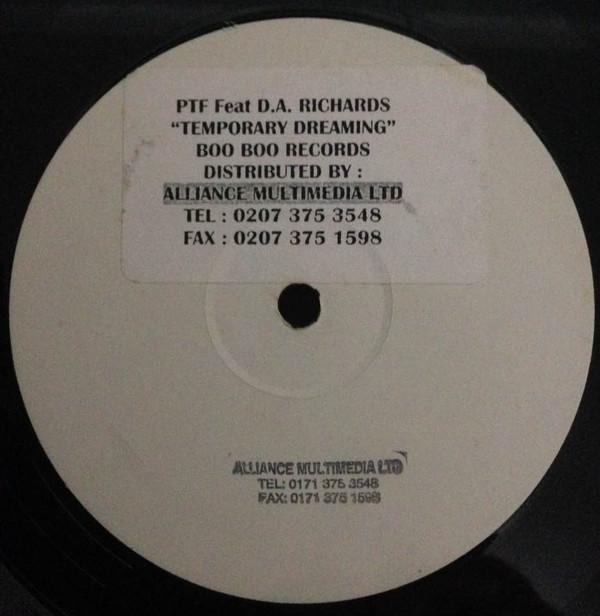 PTF Feat D.A. RICHARDS
“TEMPORARY DREAMING”
BOO BOO RECORDS
DISTRIBUTED BY :
ALLIANCE MULTIMEDIA LTD
TEL : 0207 375 3548
FAX : 0207 375 1598
ALLIANCE MULTIMEDIA LTD
TEL: 0171 375 3548
FAX: 0171 375 1598